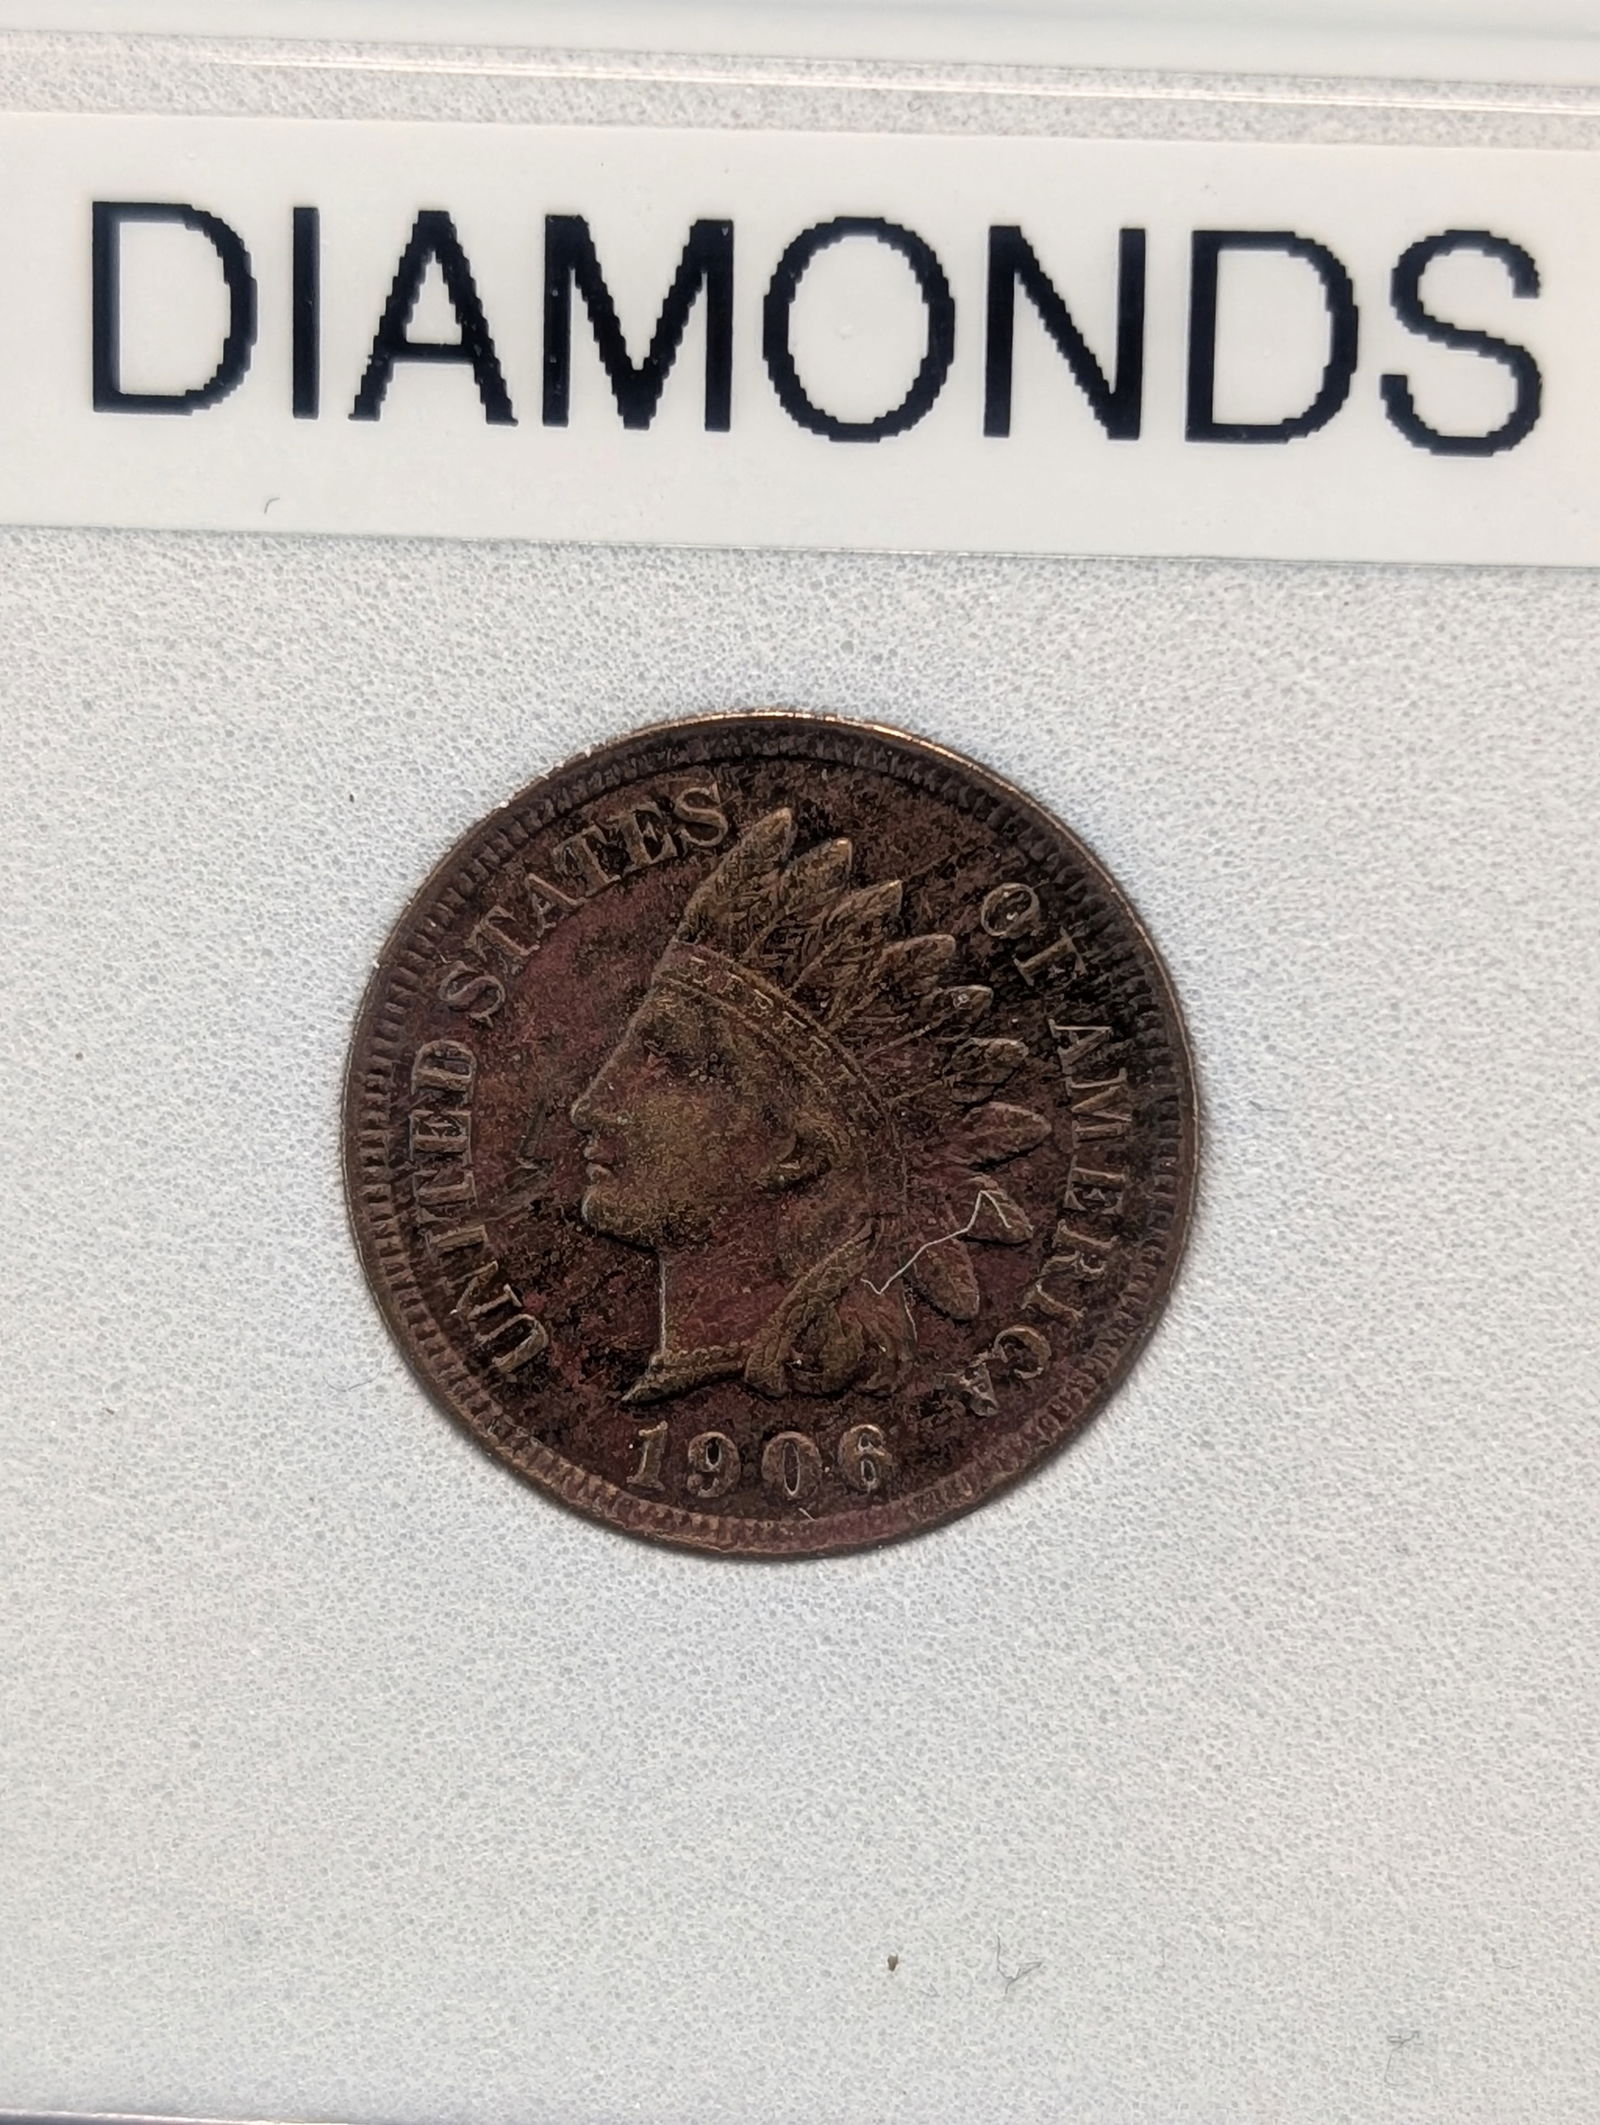 DIAMONDS
UNITED STATES OF AMERICA
1906